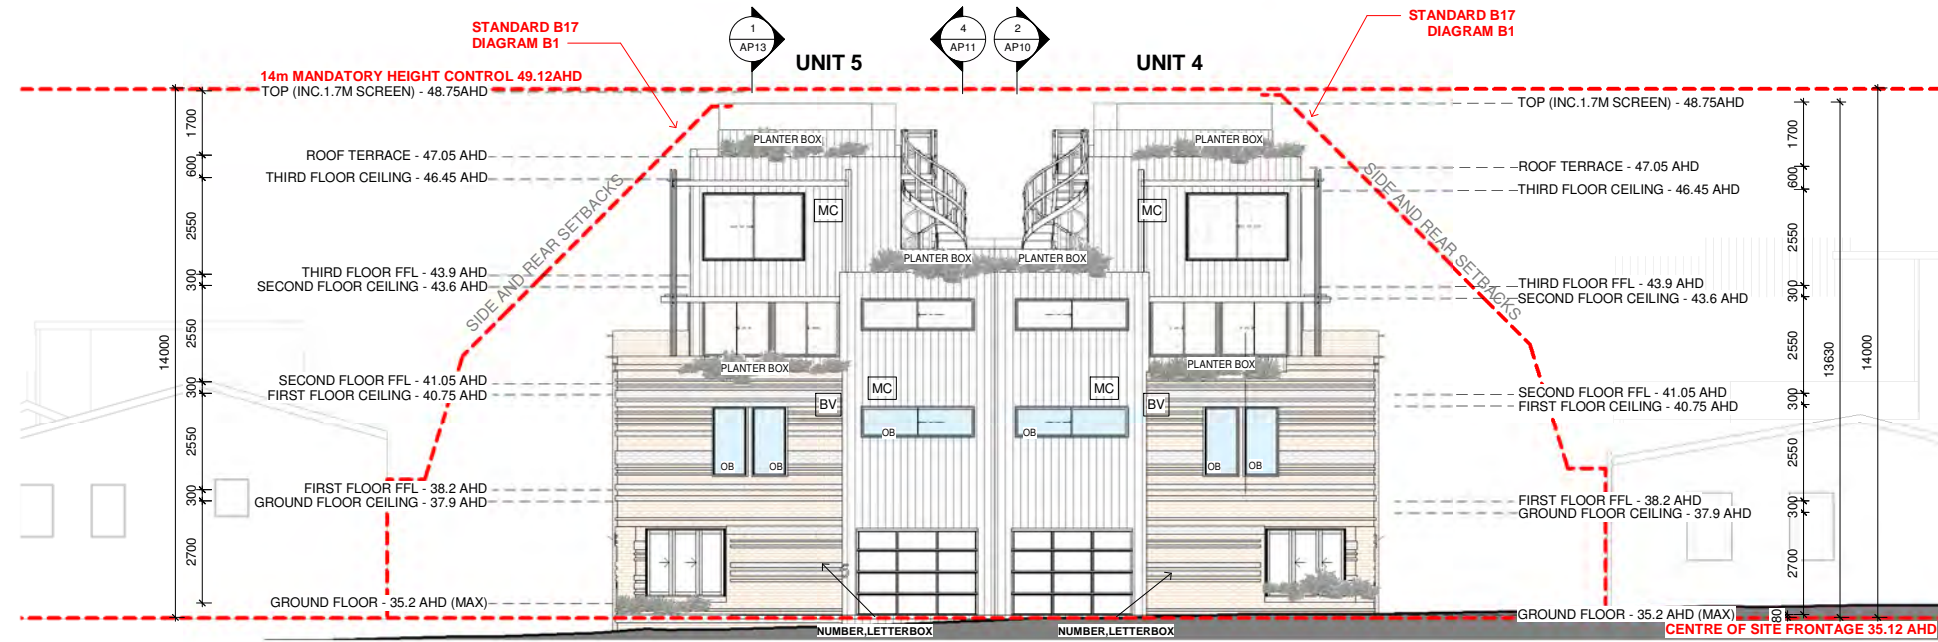 STANDARD B17
DIAGRAM B1
1
AP13
4
AP11
2
AP10
STANDARD B17
DIAGRAM B1
UNIT 5
UNIT 4
14m MANDATORY HEIGHT CONTROL 49.12AHD
TOP (INC.1.7M SCREEN) - 48.75AHD
ROOF TERRACE - 47.05 AHD
THIRD FLOOR CEILING - 46.45 AHD
THIRD FLOOR FFL - 43.9 AHD
SECOND FLOOR CEILING - 43.6 AHD
SECOND FLOOR FFL - 41.05 AHD
FIRST FLOOR CEILING - 40.75 AHD
FIRST FLOOR FFL - 38.2 AHD
GROUND FLOOR CEILING - 37.9 AHD
GROUND FLOOR - 35.2 AHD (MAX)
14000
1700
600
2550
300
2550
300
2550
300
2700
SIDE AND REAR SETBACKS
PLANTER BOX
PLANTER BOX
MC
MC
PLANTER BOX
PLANTER BOX
PLANTER BOX
PLANTER BOX
MC
MC
BV
BV
OB
OB
OB
OB
OB
OB
5
NUMBER,LETTERBOX
NUMBER,LETTERBOX
SIDE AND REAR SETBACKS
TOP (INC.1.7M SCREEN) - 48.75AHD
ROOF TERRACE - 47.05 AHD
THIRD FLOOR CEILING - 46.45 AHD
THIRD FLOOR FFL - 43.9 AHD
SECOND FLOOR CEILING - 43.6 AHD
SECOND FLOOR FFL - 41.05 AHD
FIRST FLOOR CEILING - 40.75 AHD
FIRST FLOOR FFL - 38.2 AHD
GROUND FLOOR CEILING - 37.9 AHD
GROUND FLOOR - 35.2 AHD (MAX)
CENTRE OF SITE FRONTAGE 35.12 AHD
1700
600
2550
300
2550
300
2550
300
2700
80
13630
14000